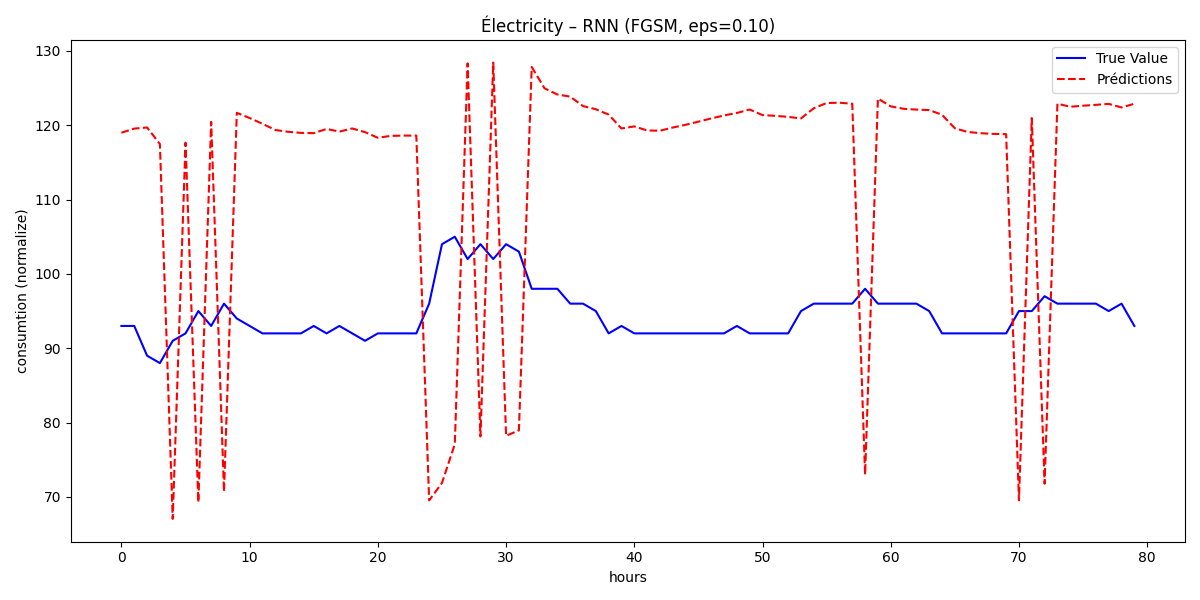 Électricity – RNN (FGSM, eps=0.10)
True Value
Prédictions
consumtion (normalize)
130
120
110
100
90
80
70
0 10 20 30 40 50 60 70 80
hours